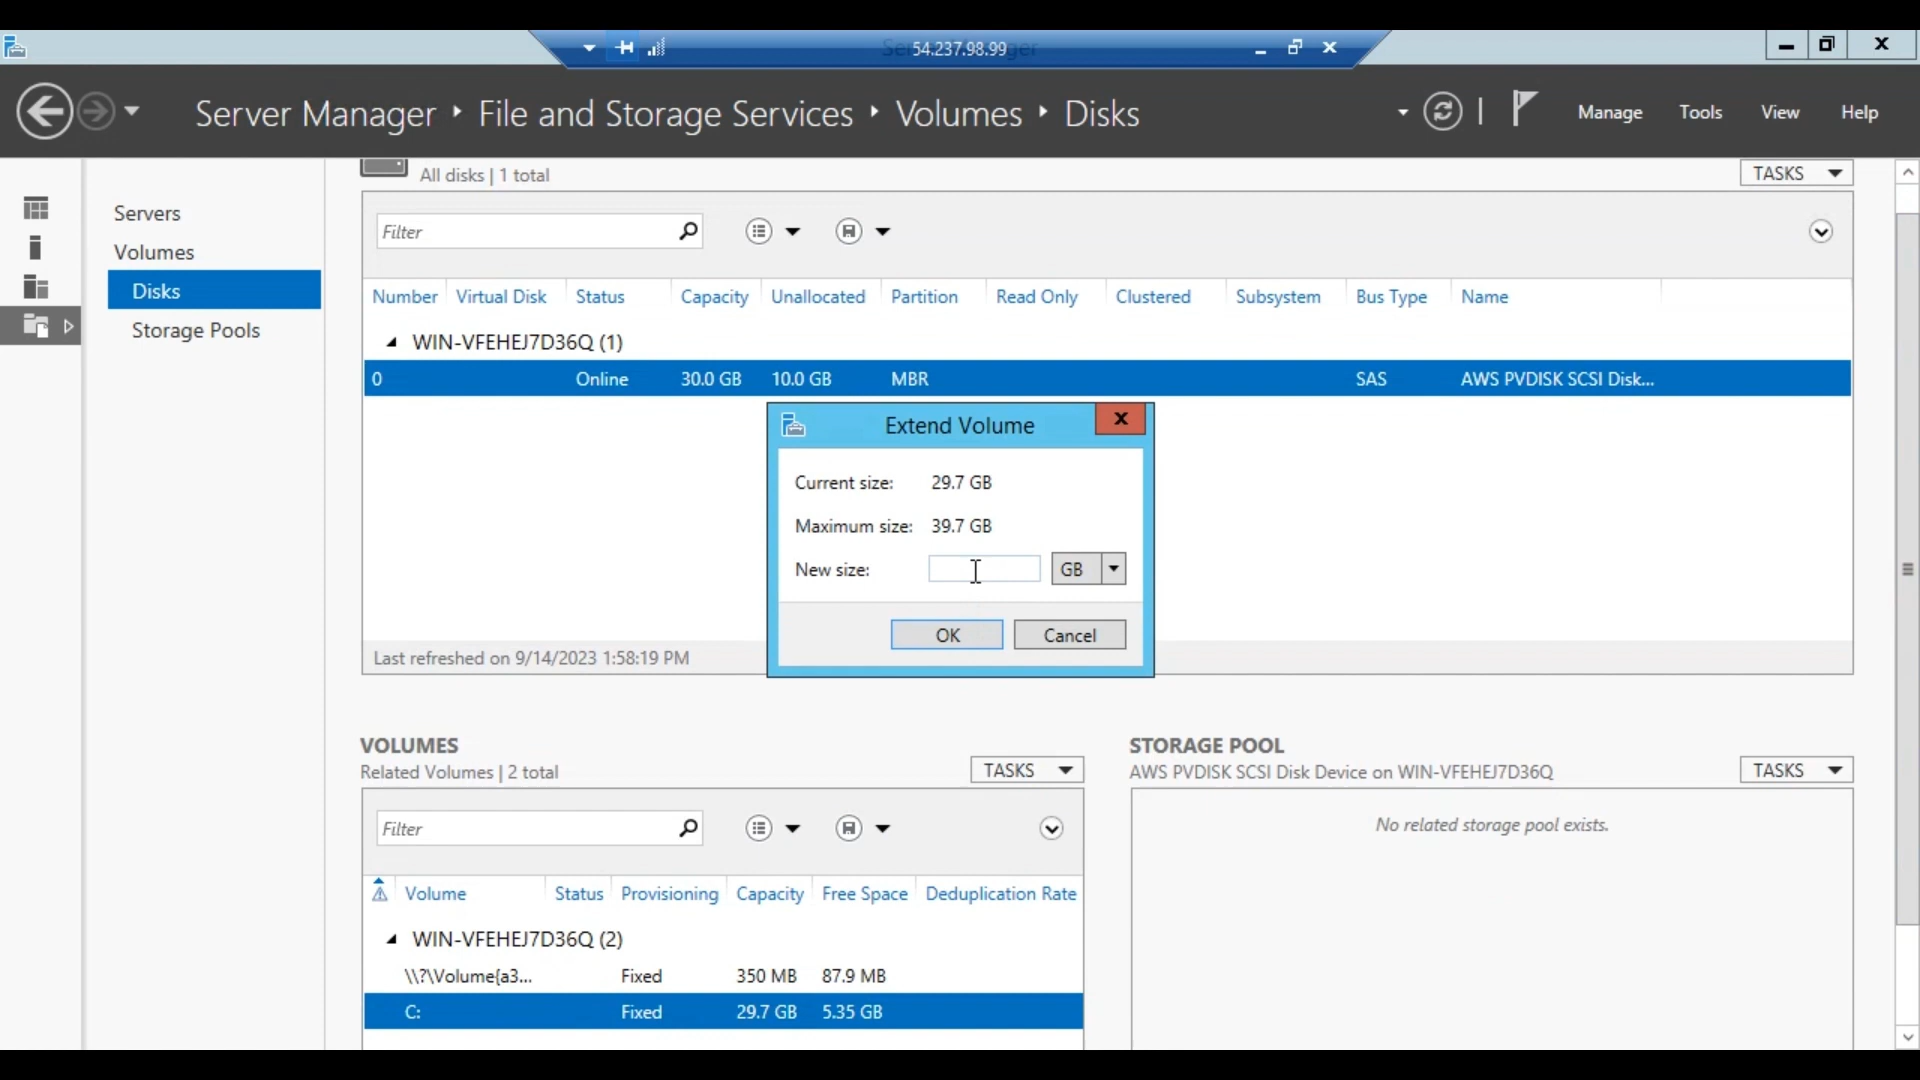 54.237.98.99
Server Manager ‣ File and Storage Services ‣ Volumes ‣ Disks
Manage Tools View Help
Servers
Volumes
Disks
Storage Pools
All disks | 1 total
TASKS
Filter
Number Virtual Disk Status Capacity Unallocated Partition Read Only Clustered Subsystem Bus Type Name
WIN-VFEHEJ7D36Q (1)
0 Online 30.0 GB 10.0 GB MBR SAS AWS PVDISK SCSI Disk...
Extend Volume
Current size: 29.7 GB
Maximum size: 39.7 GB
New size: GB
OK Cancel
Last refreshed on 9/14/2023 1:58:19 PM
VOLUMES
Related Volumes | 2 total
TASKS
Filter
Volume Status Provisioning Capacity Free Space Deduplication Rate
WIN-VFEHEJ7D36Q (2)
\\?\Volume{a3... Fixed 350 MB 87.9 MB
C: Fixed 29.7 GB 5.35 GB
STORAGE POOL
AWS PVDISK SCSI Disk Device on WIN-VFEHEJ7D36Q
TASKS
No related storage pool exists.